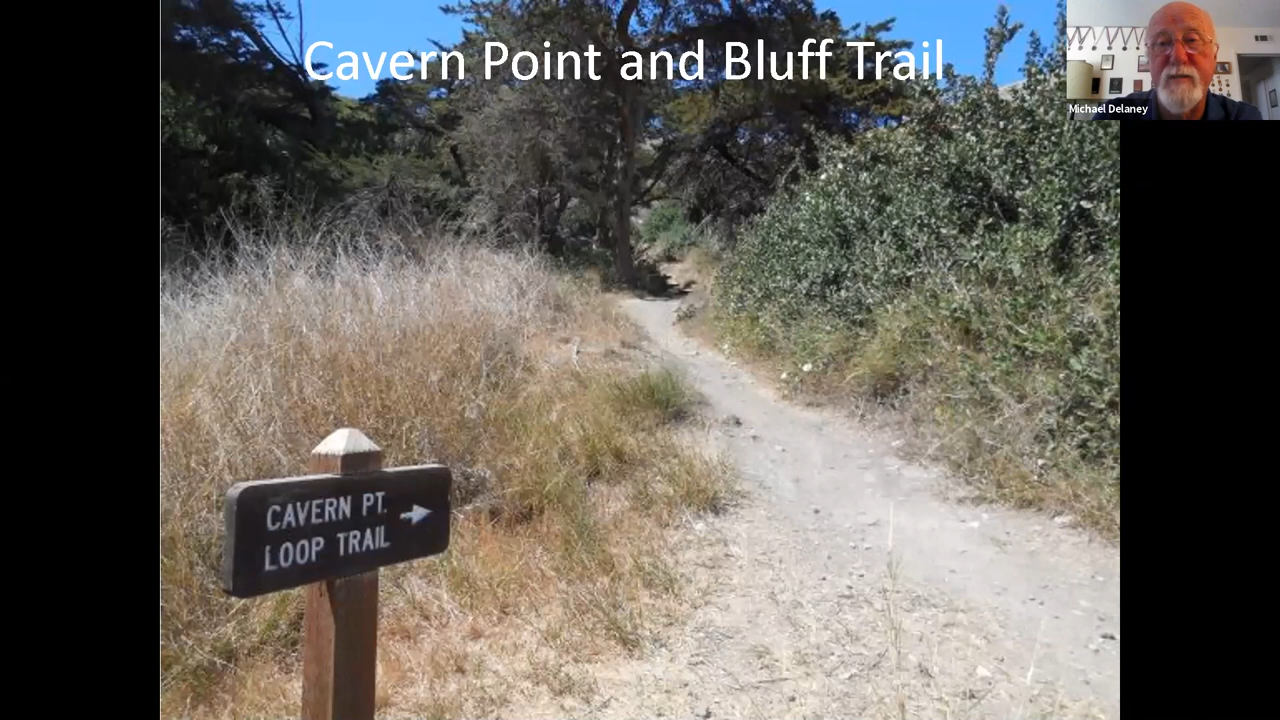 Cavern Point and Bluff Trail
Michael Delaney
CAVERN PT.
LOOP TRAIL